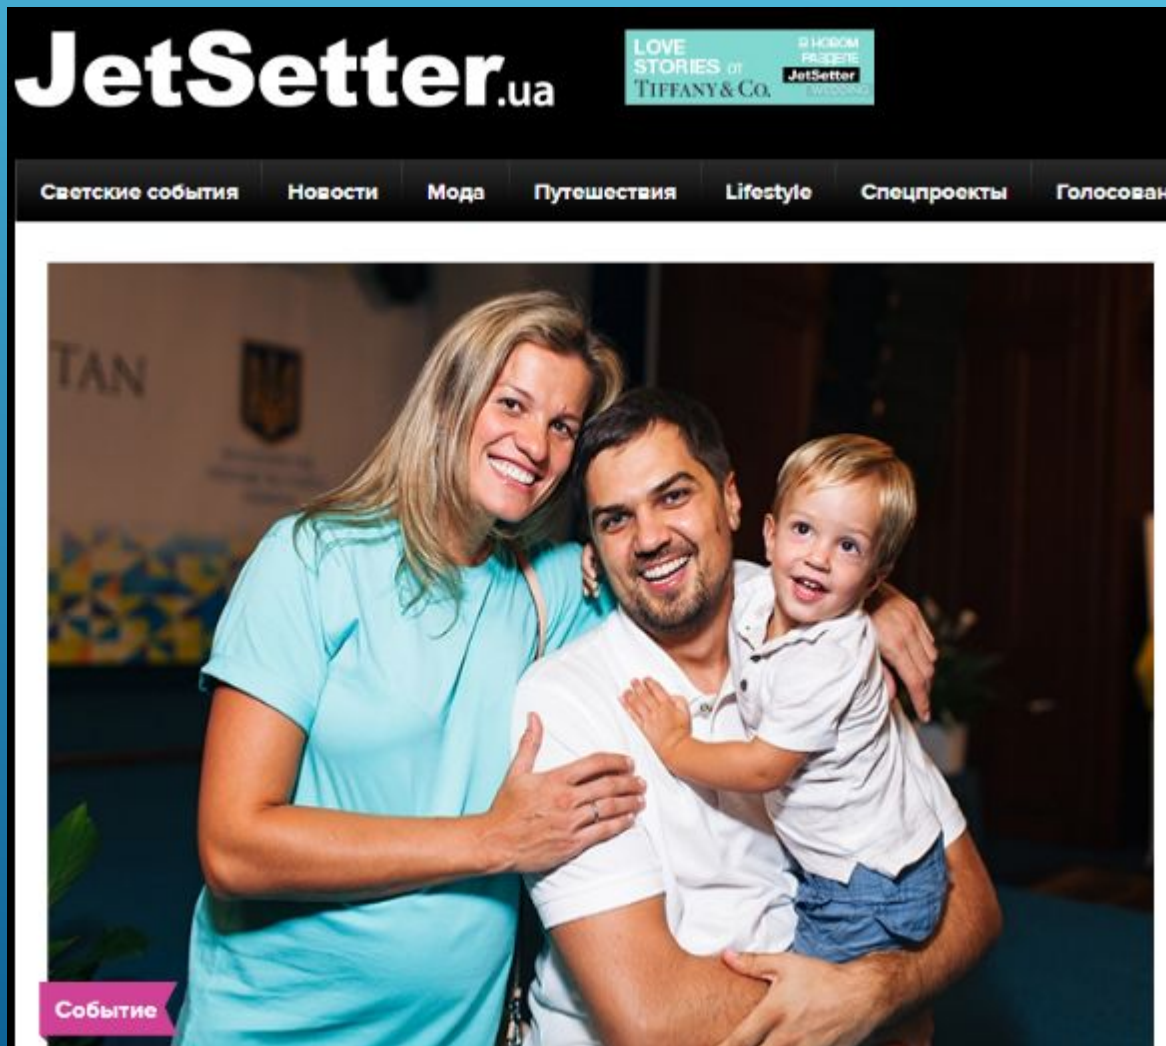 JetSetter.ua
LOVE
STORIES от
TIFFANY & CO.
В НОВОМ
РАЗДЕЛЕ
JetSetter
WEDDING
Светские события Новости Мода Путешествия Lifestyle Спецпроекты Голосован
TAN
Событие